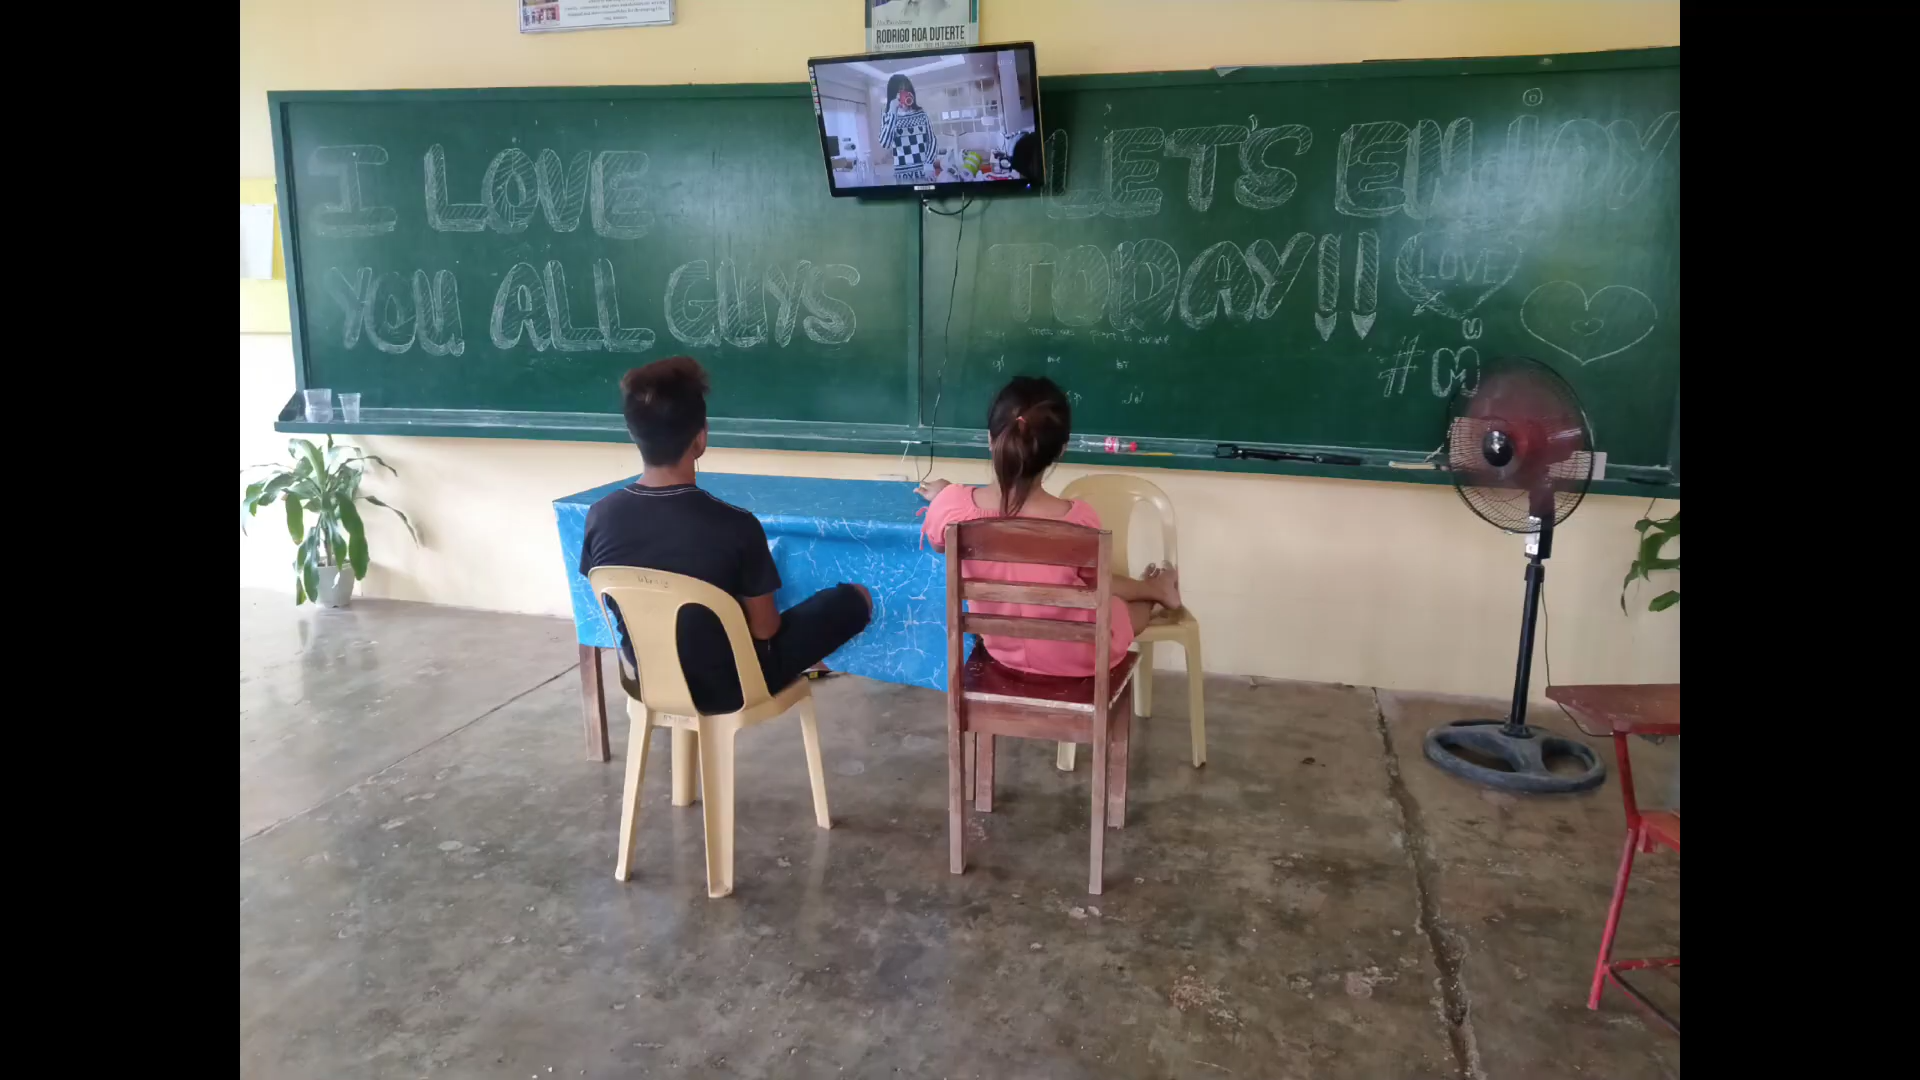 RODRIGO ROA DUTERTE
I LOVE
YOU ALL GUYS
LET'S ENJOY
TODAY!!
LOVE
#M